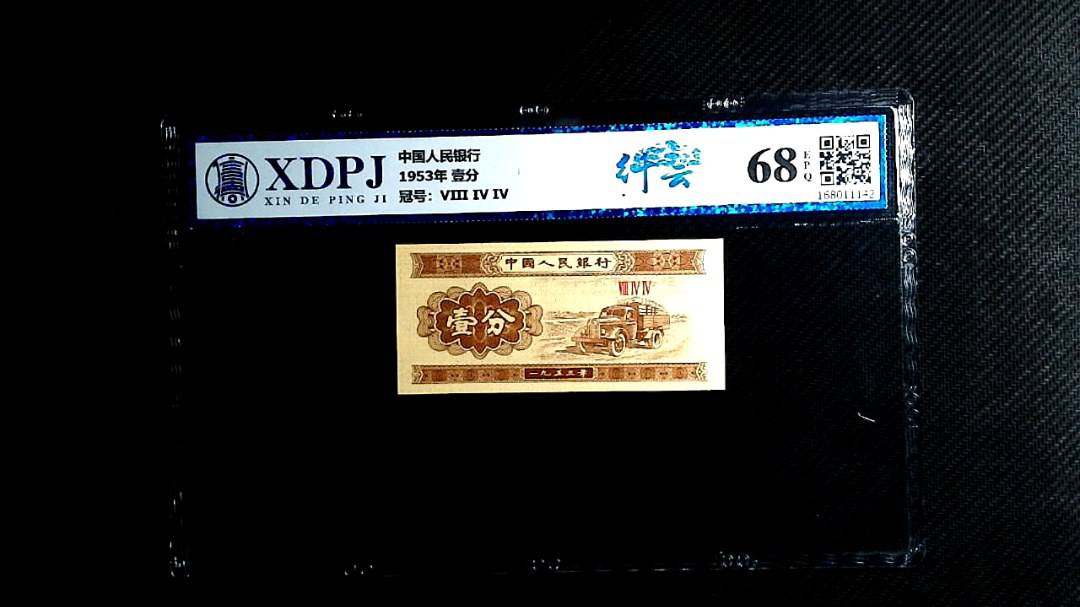 XDPJ
XIN DE PING JI
中国人民银行
1953年 壹分
冠号：VIII IV IV
68
EPQ
168011142
中國人民銀行
VIII IV IV
壹分
一九五三年